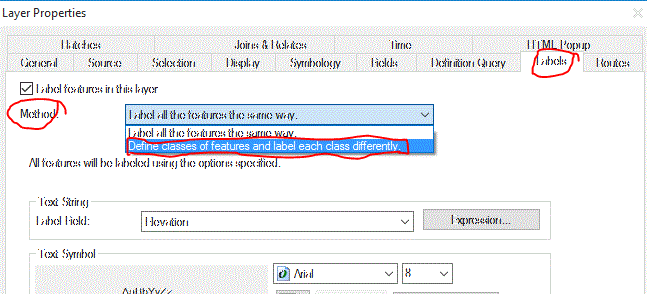 Layer Properties
Hatches Joins & Relates Time HTML Popup
General Source Selection Display Symbology Fields Definition Query Labels Routes
Label features in this layer
Method: Label all the features the same way.
Label all the features the same way.
Define classes of features and label each class differently.
All features will be labeled using the options specified.
Text String
Label Field: Elevation Expression...
Text Symbol
Arial 8
AaBbYyZz